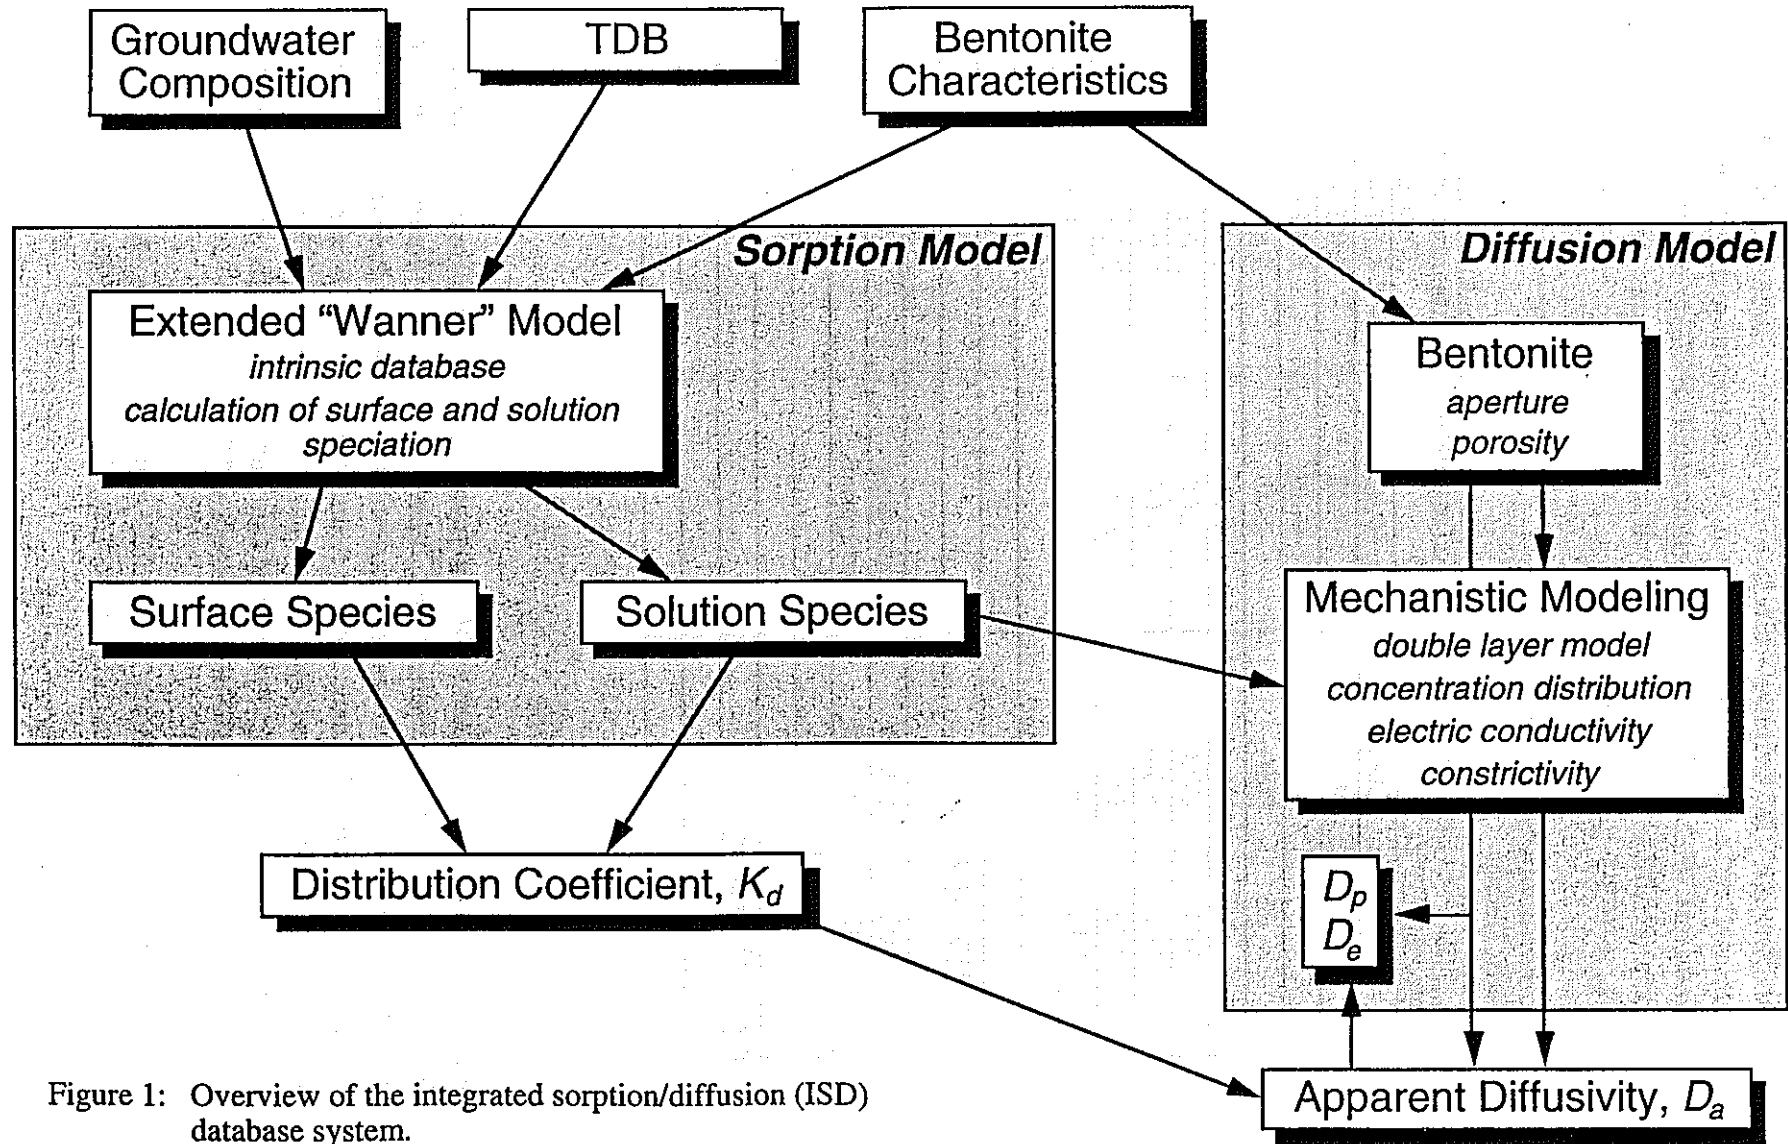 Groundwater
Composition
TDB
Bentonite
Characteristics
Sorption Model
Extended “Wanner” Model
intrinsic database
calculation of surface and solution
speciation
Surface Species
Solution Species
Distribution Coefficient, Kd
Diffusion Model
Bentonite
aperture
porosity
Mechanistic Modeling
double layer model
concentration distribution
electric conductivity
constrictivity
Dp
De
Apparent Diffusivity, Da
Figure 1: Overview of the integrated sorption/diffusion (ISD)
database system.